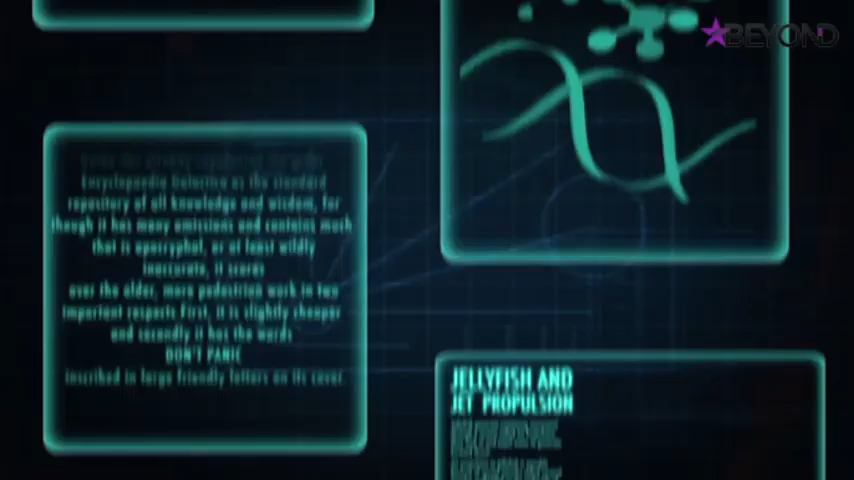 BEYOND
Encyclopaedia Galactica as the standard
repository of all knowledge and wisdom, for
though it has many omissions and contains much
that is apocryphal, or at least wildly
inaccurate, it scores
over the older, more pedestrian work in two
important respects First, it is slightly cheaper
and secondly it has the words
DON'T PANIC
inscribed in large friendly letters on its cover.
JELLYFISH AND
JET PROPULSION